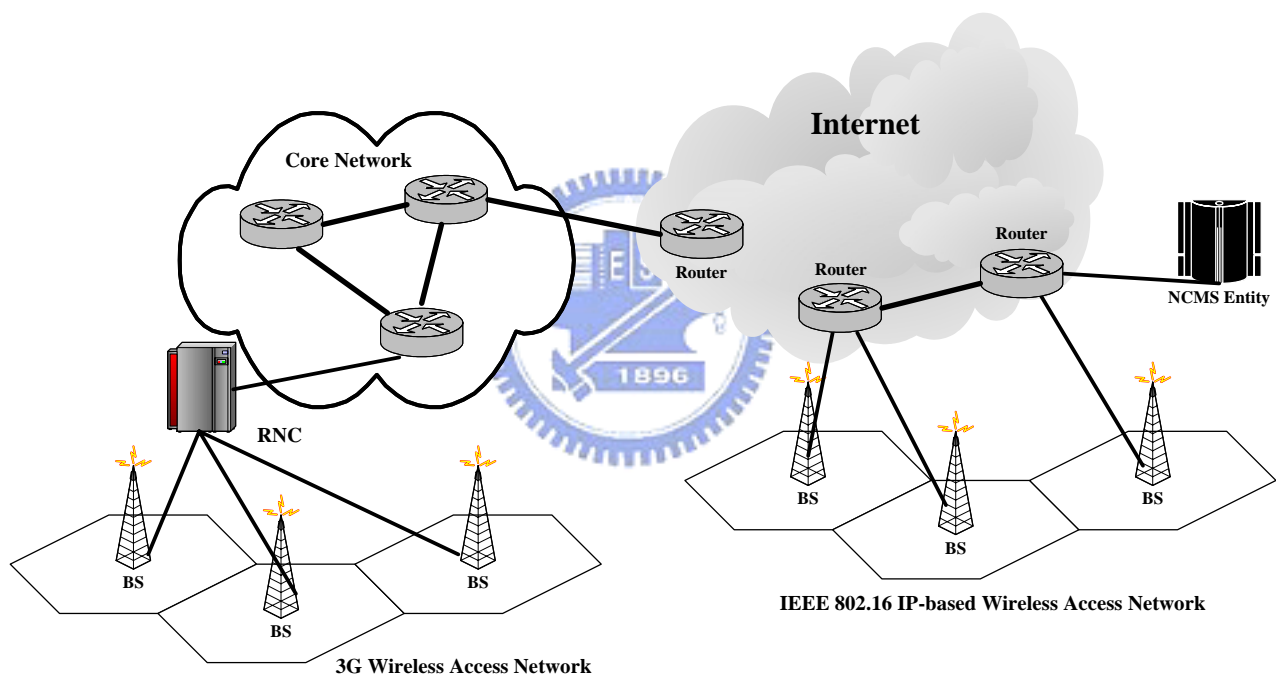 Internet
Core Network
Router
Router
Router
NCMS Entity
1896
RNC
BS
BS
BS
BS
BS
BS
IEEE 802.16 IP-based Wireless Access Network
3G Wireless Access Network